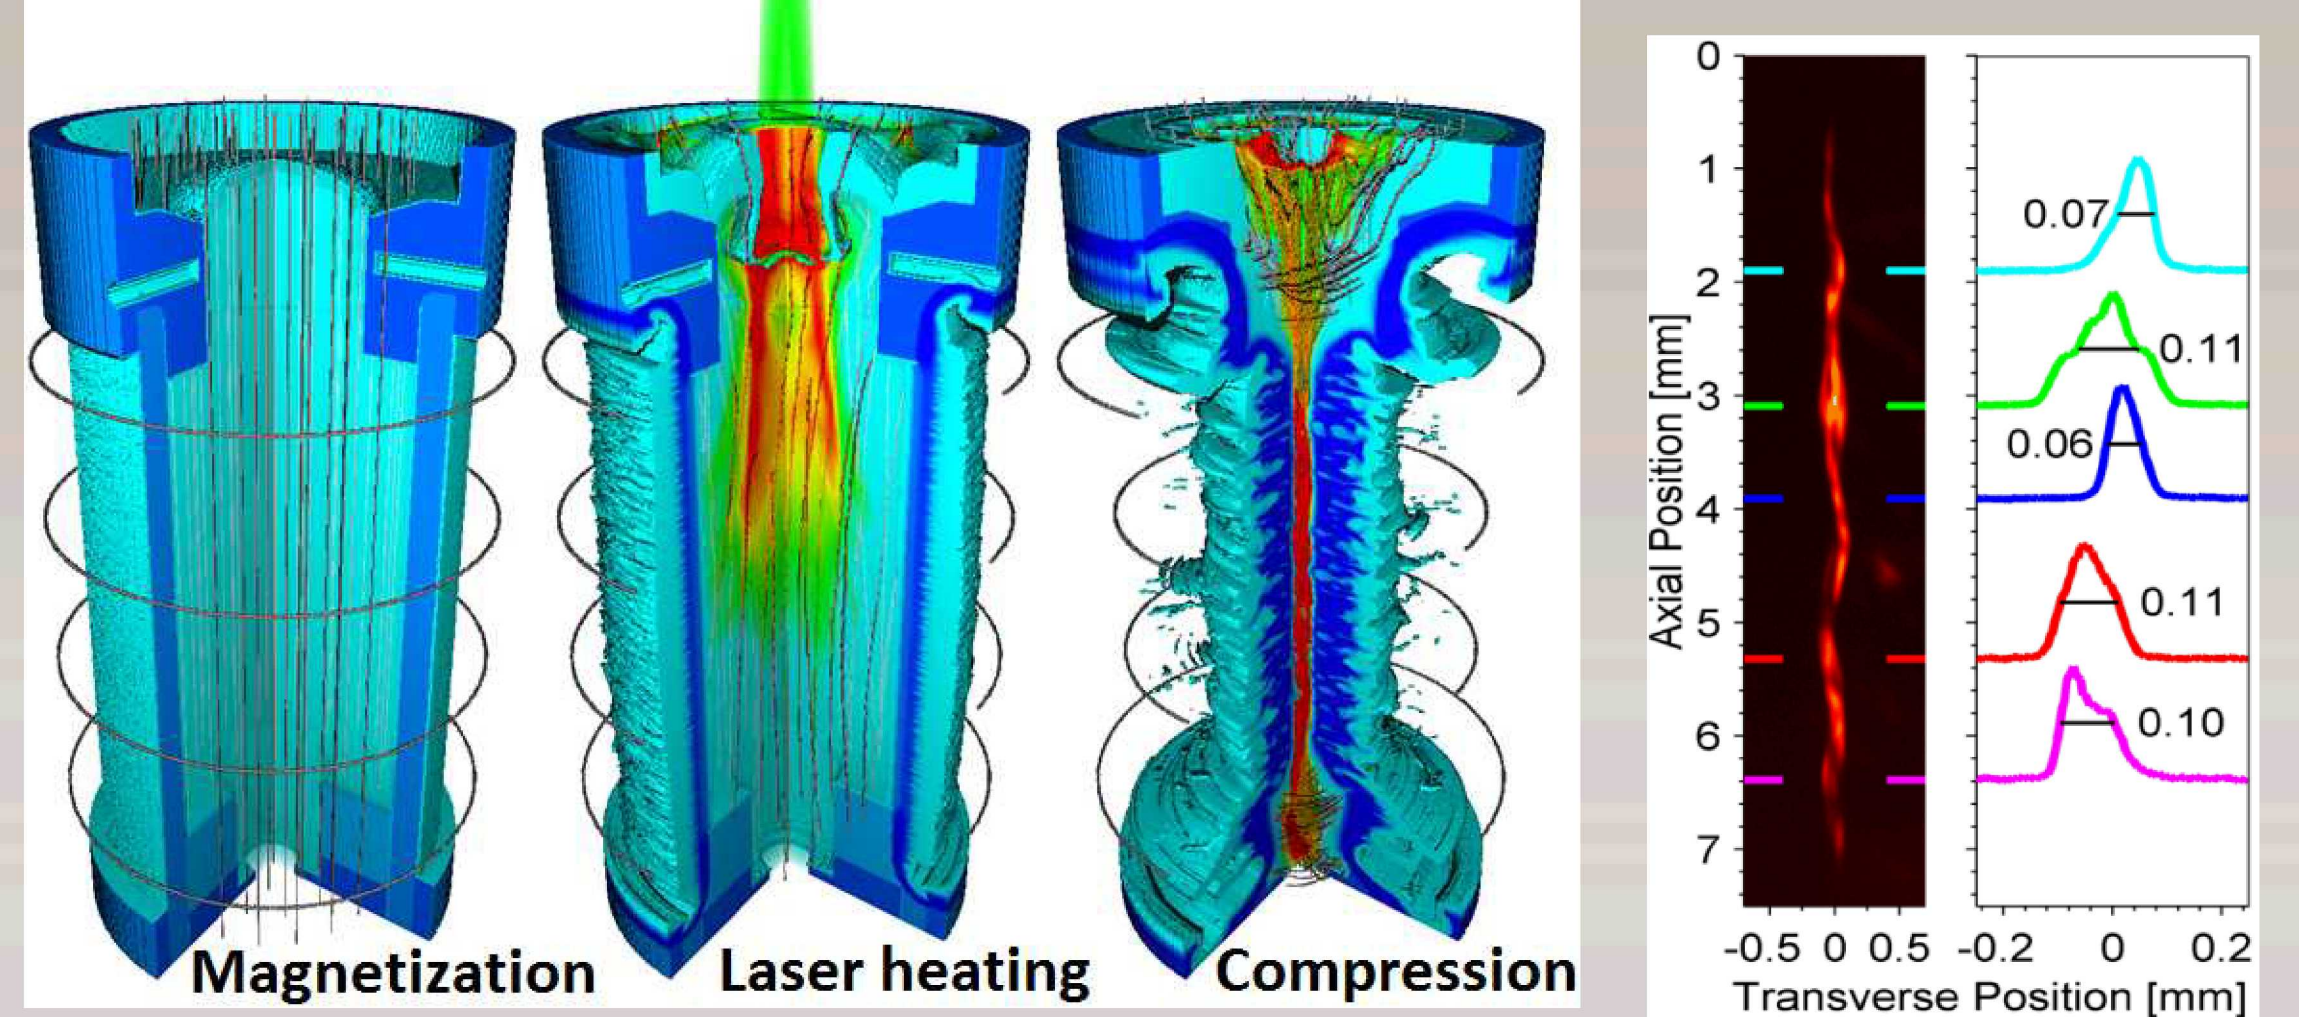 Magnetization
Laser heating
Compression
Axial Position [mm]
0
1
2
3
4
5
6
7
-0.5 0 0.5
0.07
0.11
0.06
0.11
0.10
-0.2 0 0.2
Transverse Position [mm]